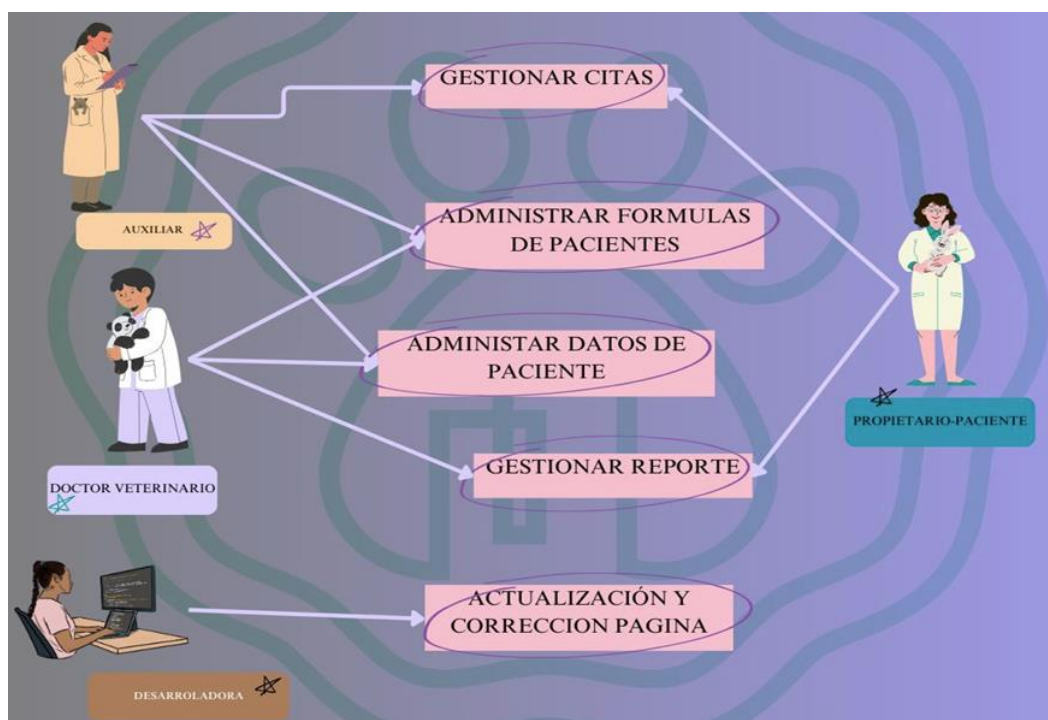 GESTIONAR CITAS
ADMINISTRAR FORMULAS
DE PACIENTES
AUXILIAR
ADMINISTAR DATOS DE
PACIENTE
PROPIETARIO-PACIENTE
GESTIONAR REPORTE
DOCTOR VETERINARIO
ACTUALIZACIÓN Y
CORRECCION PAGINA
DESARROLADORA